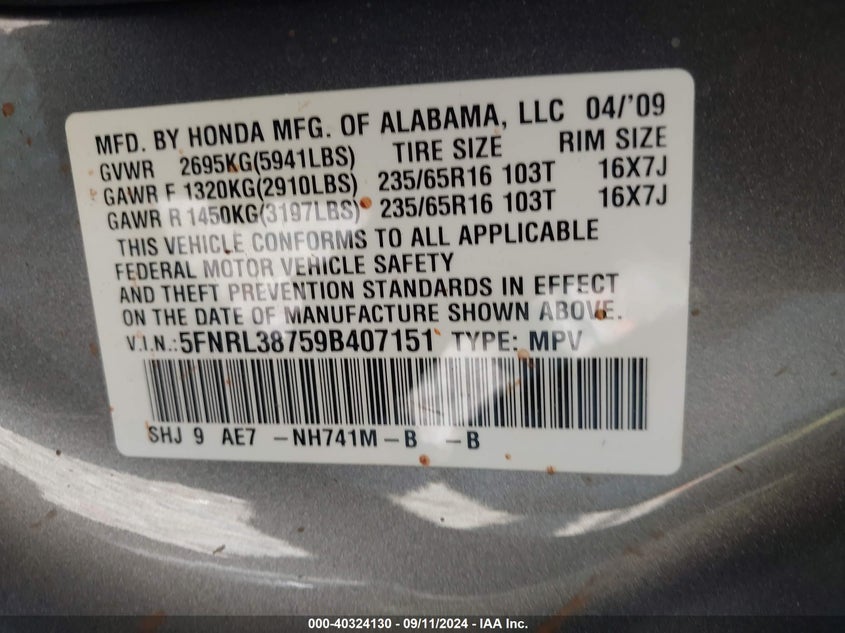 MFD. BY HONDA MFG. OF ALABAMA, LLC 04/'09
GVWR 2695KG(5941LBS) TIRE SIZE RIM SIZE
GAWR F 1320KG(2910LBS) 235/65R16 103T 16X7J
GAWR R 1450KG(3197LBS) 235/65R16 103T 16X7J
THIS VEHICLE CONFORMS TO ALL APPLICABLE
FEDERAL MOTOR VEHICLE SAFETY
AND THEFT PREVENTION STANDARDS IN EFFECT
ON THE DATE OF MANUFACTURE SHOWN ABOVE.
V.I.N.:5FNRL38759B407151 TYPE: MPV
SHJ 9 AE7 -NH741M-B -B
000-40324130 - 09/11/2024 - IAA Inc.